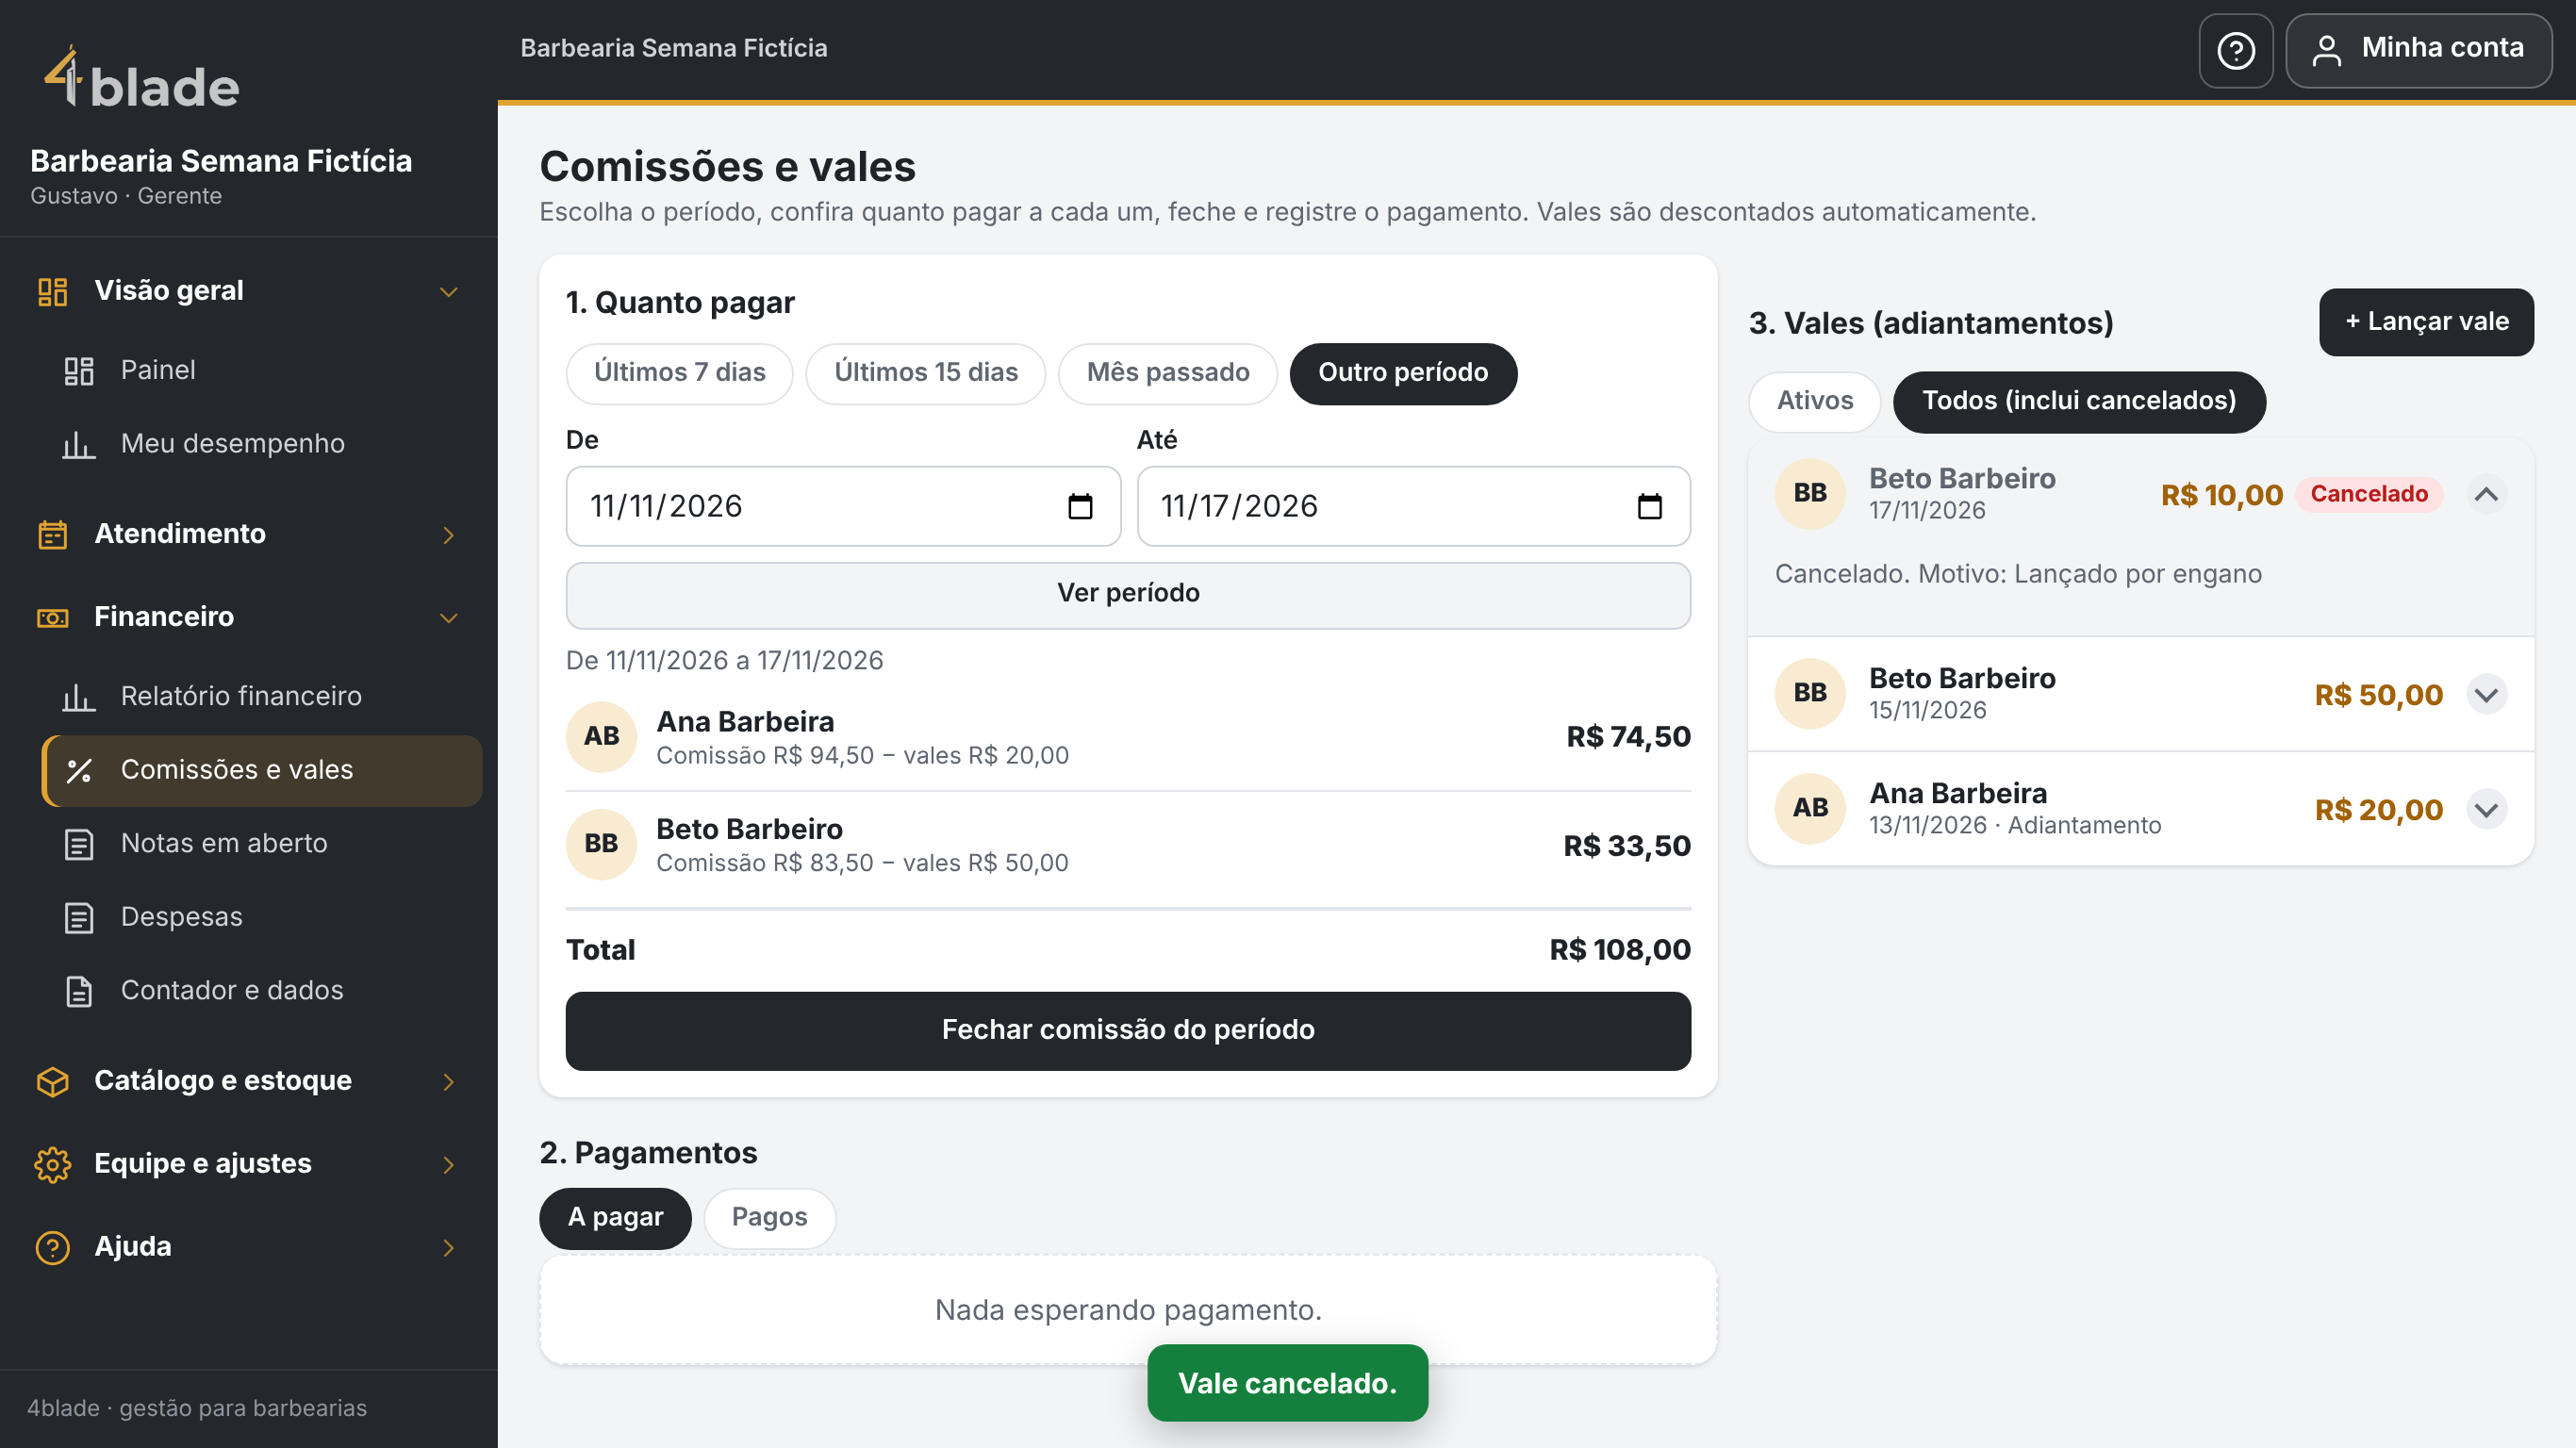 4blade
Barbearia Semana Fictícia
Gustavo · Gerente
Visão geral
Painel
Meu desempenho
Atendimento
Financeiro
Relatório financeiro
Comissões e vales
Notas em aberto
Despesas
Contador e dados
Catálogo e estoque
Equipe e ajustes
Ajuda
4blade · gestão para barbearias
Barbearia Semana Fictícia
Minha conta
Comissões e vales
Escolha o período, confira quanto pagar a cada um, feche e registre o pagamento. Vales são descontados automaticamente.
1. Quanto pagar
Últimos 7 dias
Últimos 15 dias
Mês passado
Outro período
De
Até
11/11/2026
11/17/2026
Ver período
De 11/11/2026 a 17/11/2026
AB
Ana Barbeira
Comissão R$ 94,50 − vales R$ 20,00
R$ 74,50
BB
Beto Barbeiro
Comissão R$ 83,50 − vales R$ 50,00
R$ 33,50
Total
R$ 108,00
Fechar comissão do período
2. Pagamentos
A pagar
Pagos
Nada esperando pagamento.
Vale cancelado.
3. Vales (adiantamentos)
+ Lançar vale
Ativos
Todos (inclui cancelados)
BB
Beto Barbeiro
17/11/2026
R$ 10,00
Cancelado
Cancelado. Motivo: Lançado por engano
BB
Beto Barbeiro
15/11/2026
R$ 50,00
AB
Ana Barbeira
13/11/2026 · Adiantamento
R$ 20,00